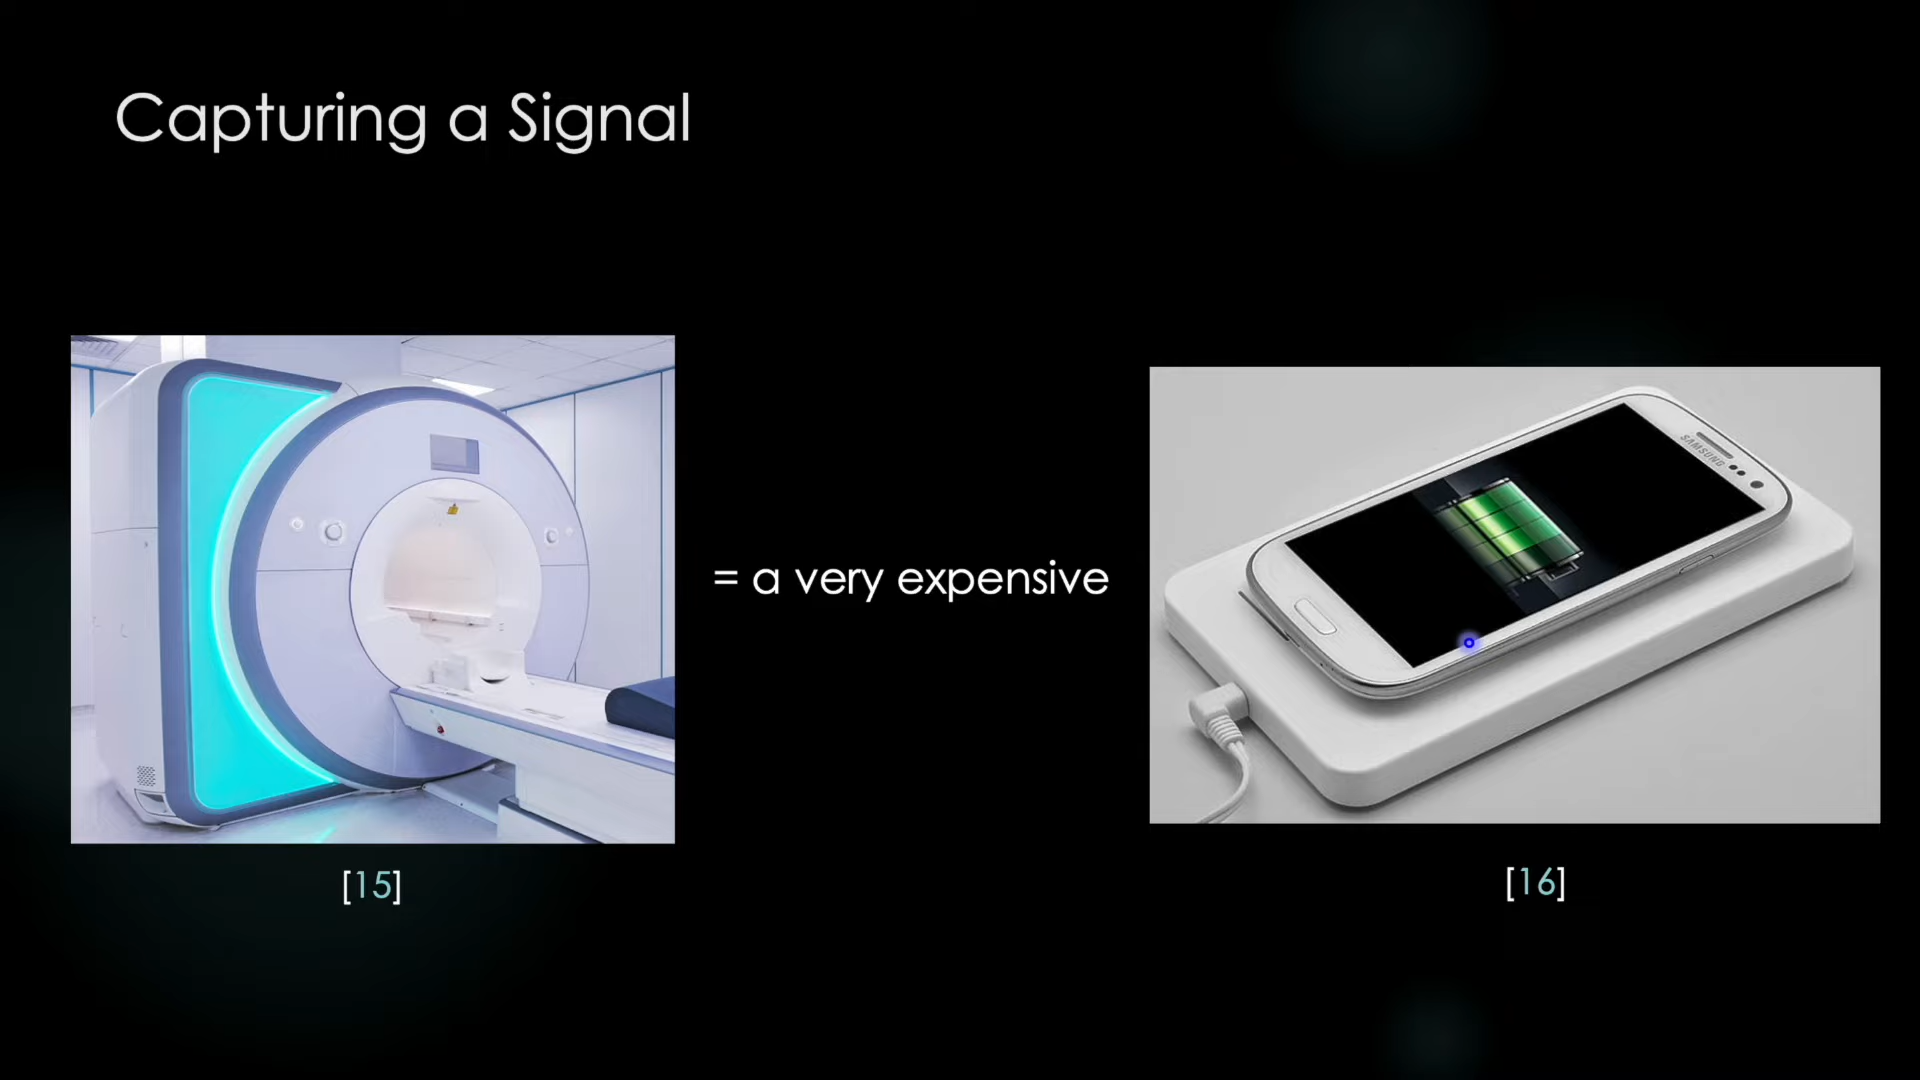 Capturing a Signal
= a very expensive
SAMSUNG
[15]
[16]